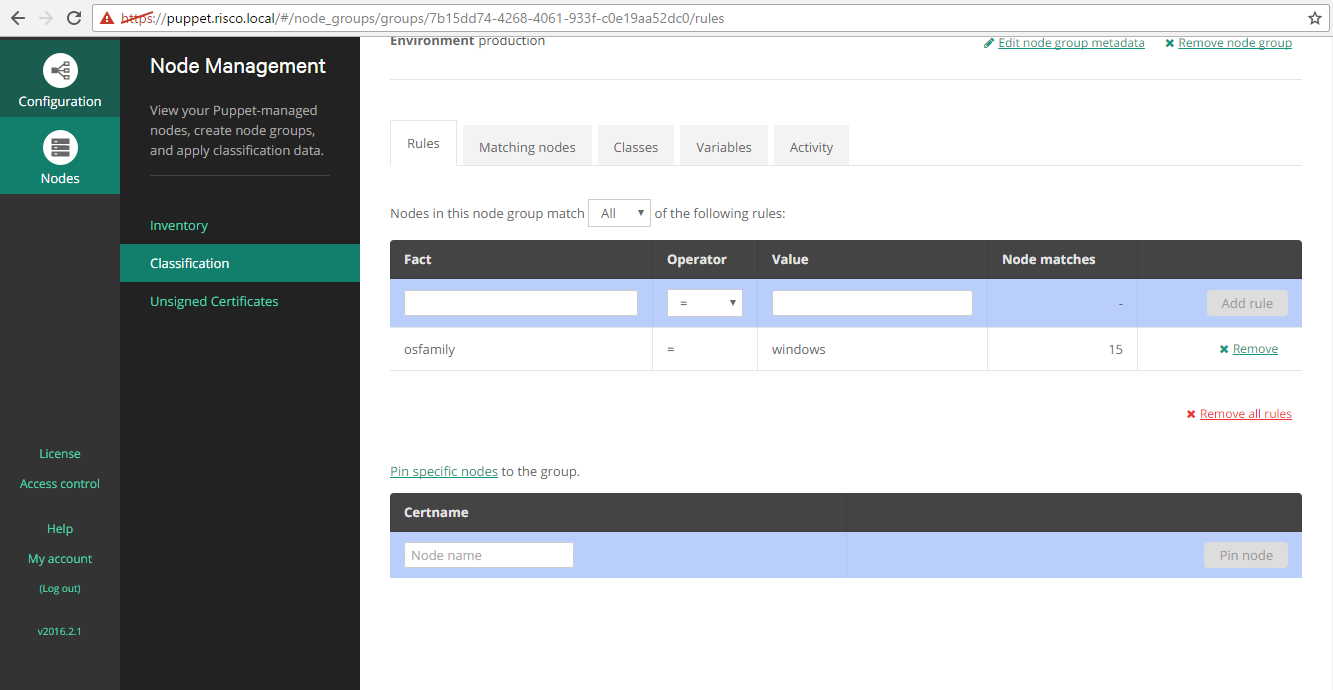 https://puppet.risco.local/#/node_groups/groups/7b15dd74-4268-4061-933f-c0e19aa52dc0/rules
Configuration
Nodes
License
Access control
Help
My account
(Log out)
v2016.2.1
Node Management
View your Puppet-managed
nodes, create node groups,
and apply classification data.
Inventory
Classification
Unsigned Certificates
Environment production
Edit node group metadata
Remove node group
Rules Matching nodes Classes Variables Activity
Nodes in this node group match All of the following rules:
Fact Operator Value Node matches
= - Add rule
osfamily = windows 15 Remove
Remove all rules
Pin specific nodes to the group.
Certname
Node name Pin node